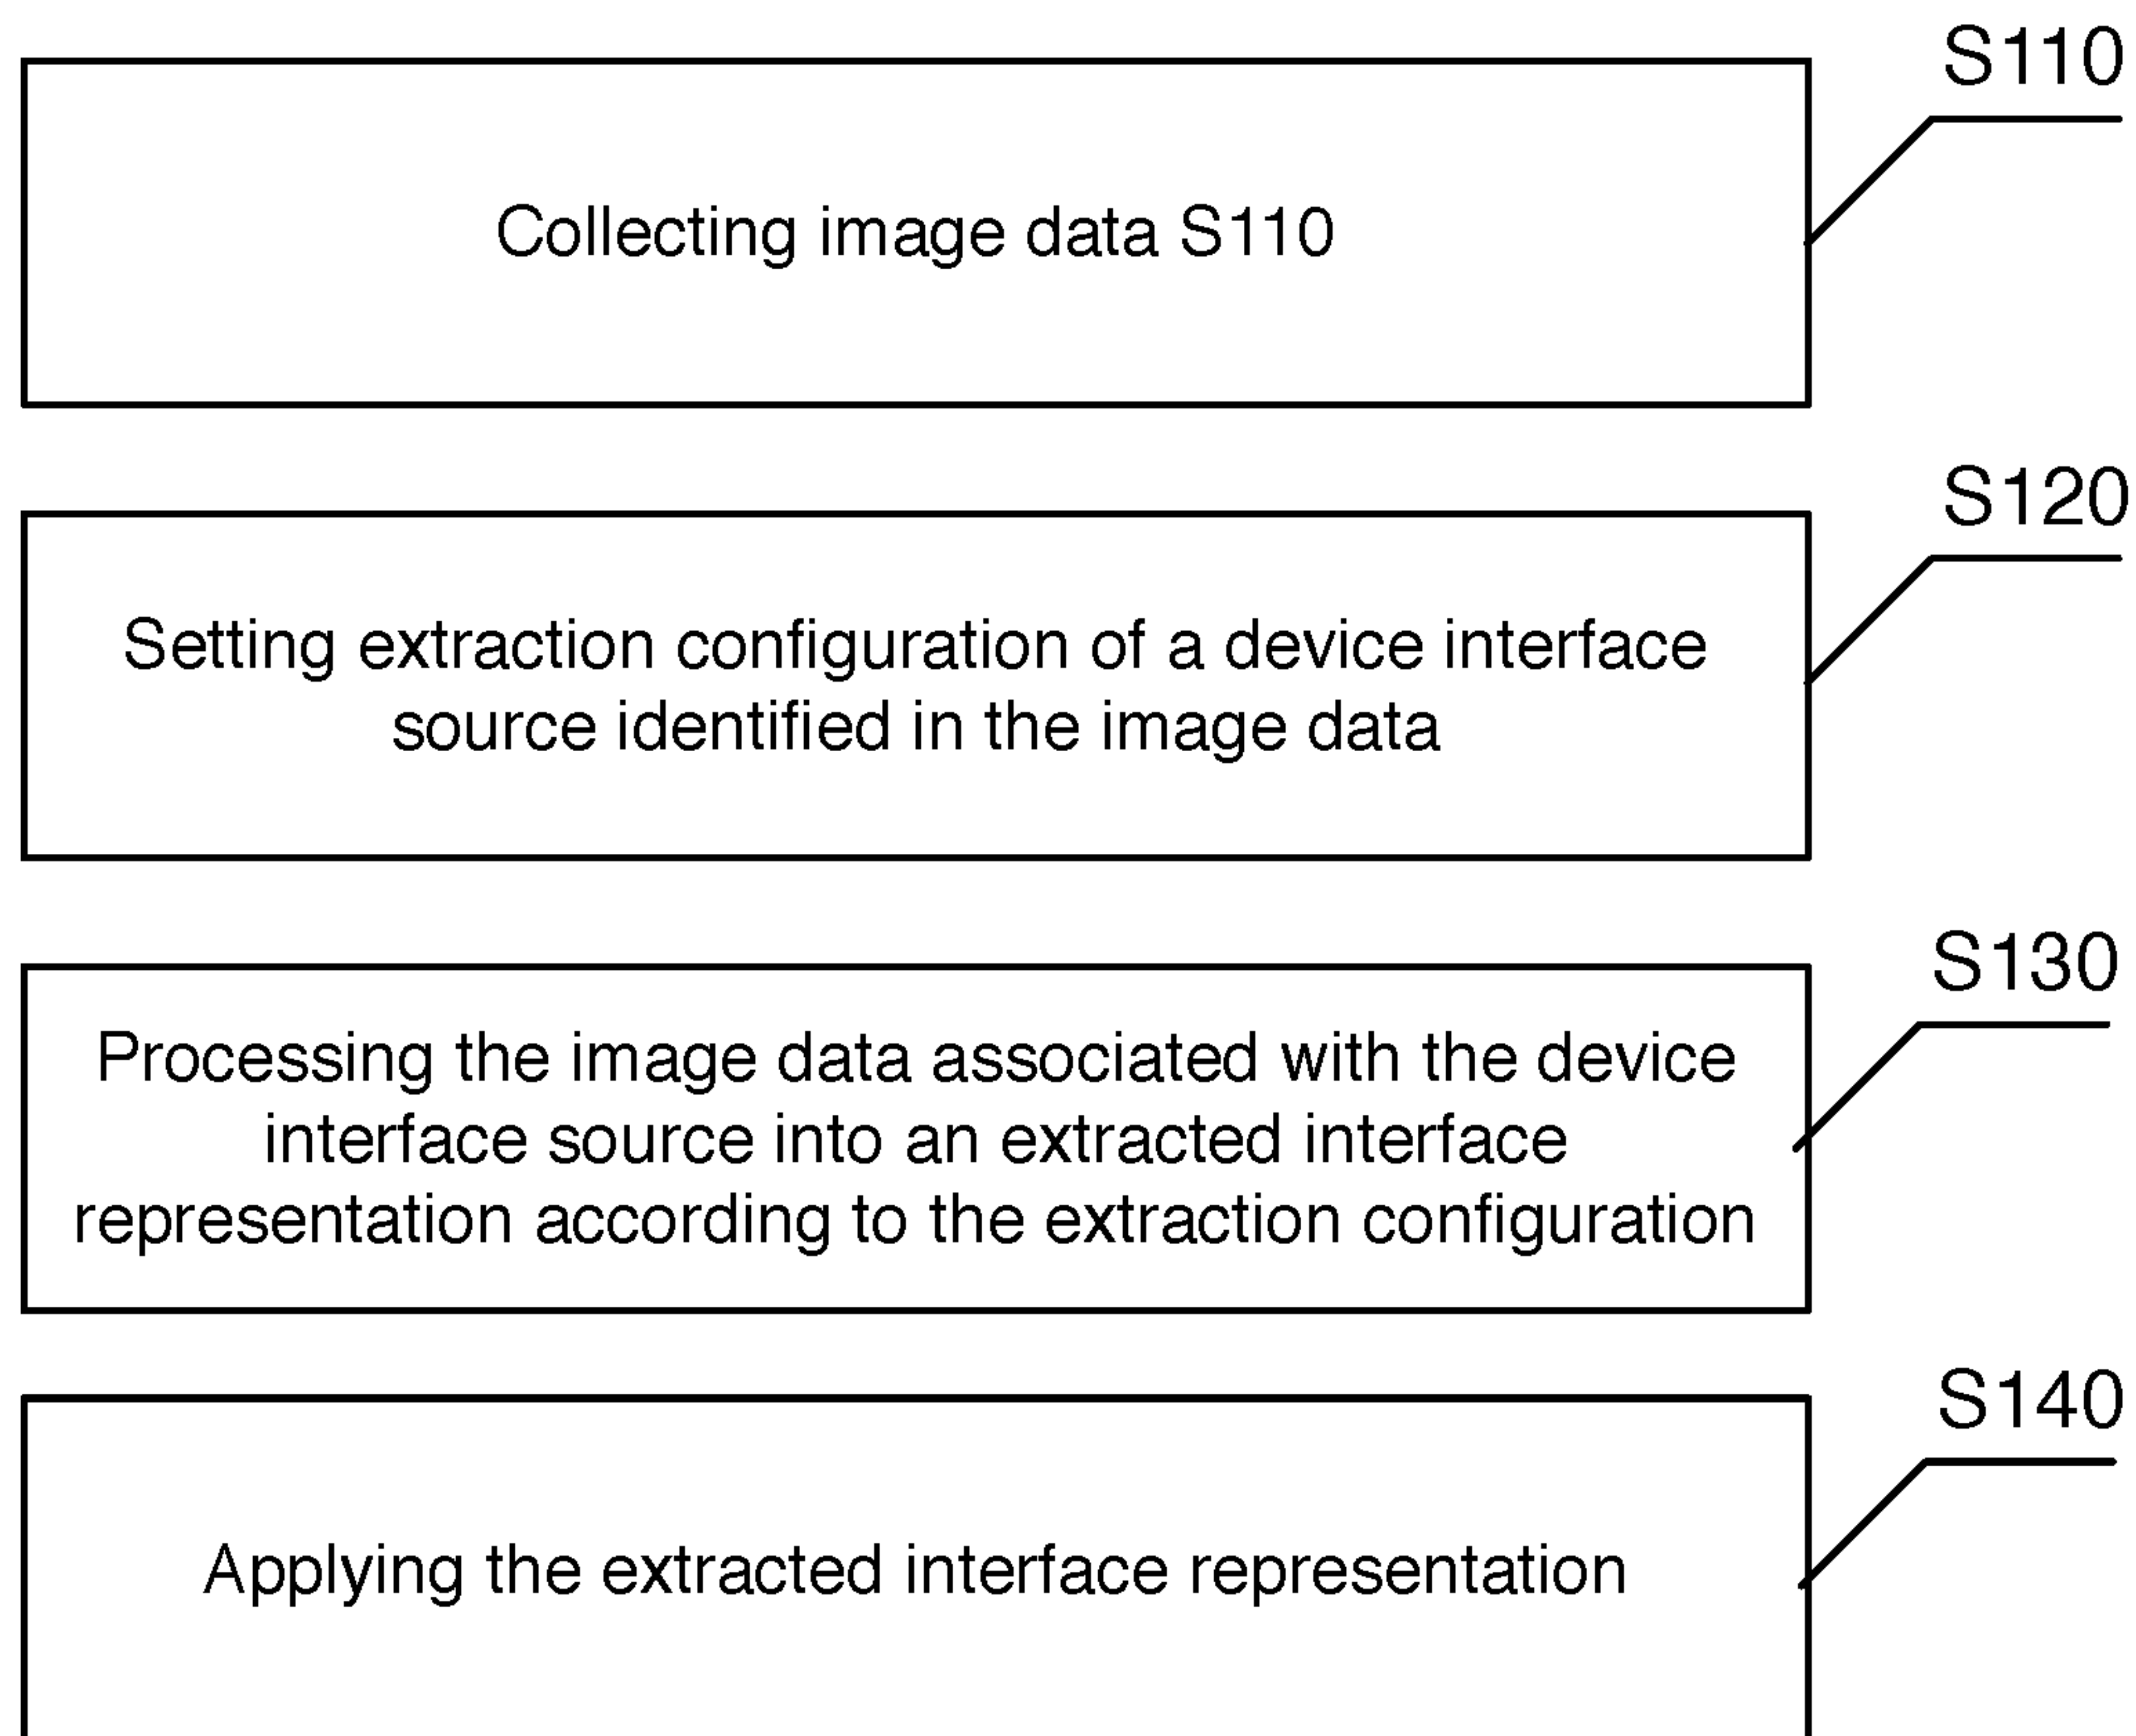 S110
Collecting image data S110
S120
Setting extraction configuration of a device interface
source identified in the image data
S130
Processing the image data associated with the device
interface source into an extracted interface
representation according to the extraction configuration
S140
Applying the extracted interface representation